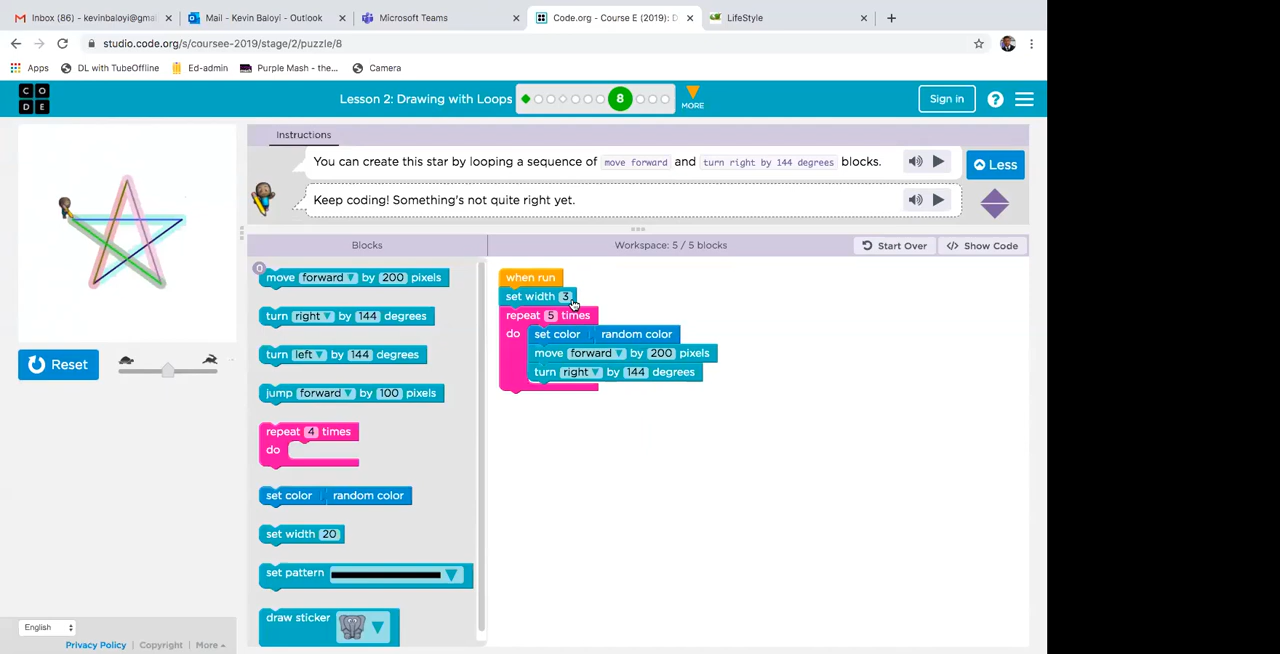 Inbox (86) - kevinbaloyi@gma
Mail - Kevin Baloyi - Outlook
Microsoft Teams
Code.org - Course E (2019): D
LifeStyle
studio.code.org/s/coursee-2019/stage/2/puzzle/8
Apps
DL with TubeOffline
Ed-admin
Purple Mash - the...
Camera
C O
D E
Lesson 2: Drawing with Loops
8
MORE
Sign in
?
Instructions
You can create this star by looping a sequence of move forward and turn right by 144 degrees blocks.
Less
Keep coding! Something's not quite right yet.
Blocks
Workspace: 5 / 5 blocks
Start Over
</> Show Code
0
move forward by 200 pixels
turn right by 144 degrees
turn left by 144 degrees
jump forward by 100 pixels
repeat 4 times
do
set color random color
set width 20
set pattern
draw sticker
when run
set width 3
repeat 5 times
do
set color random color
move forward by 200 pixels
turn right by 144 degrees
Reset
English
Privacy Policy
Copyright
More